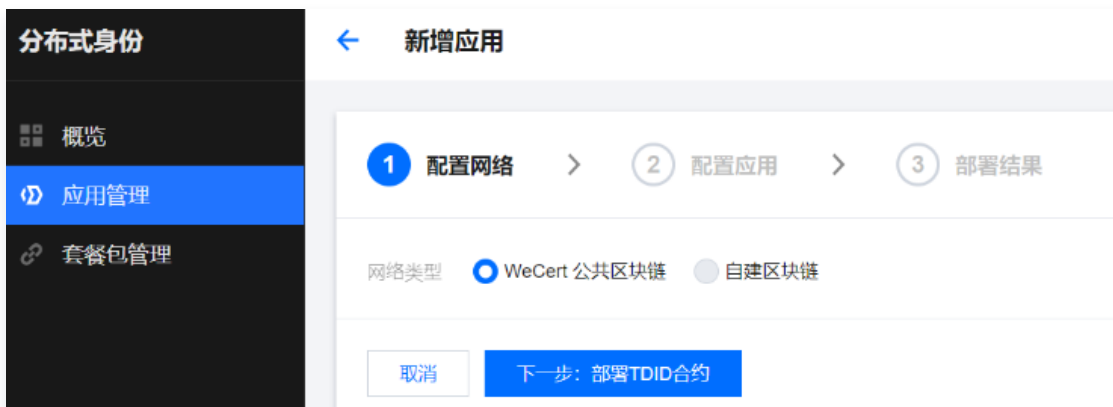 分布式身份
概览
应用管理
套餐包管理
新增应用
1 配置网络 > 2 配置应用 > 3 部署结果
网络类型 WeCert 公共区块链 自建区块链
取消 下一步：部署TDID合约